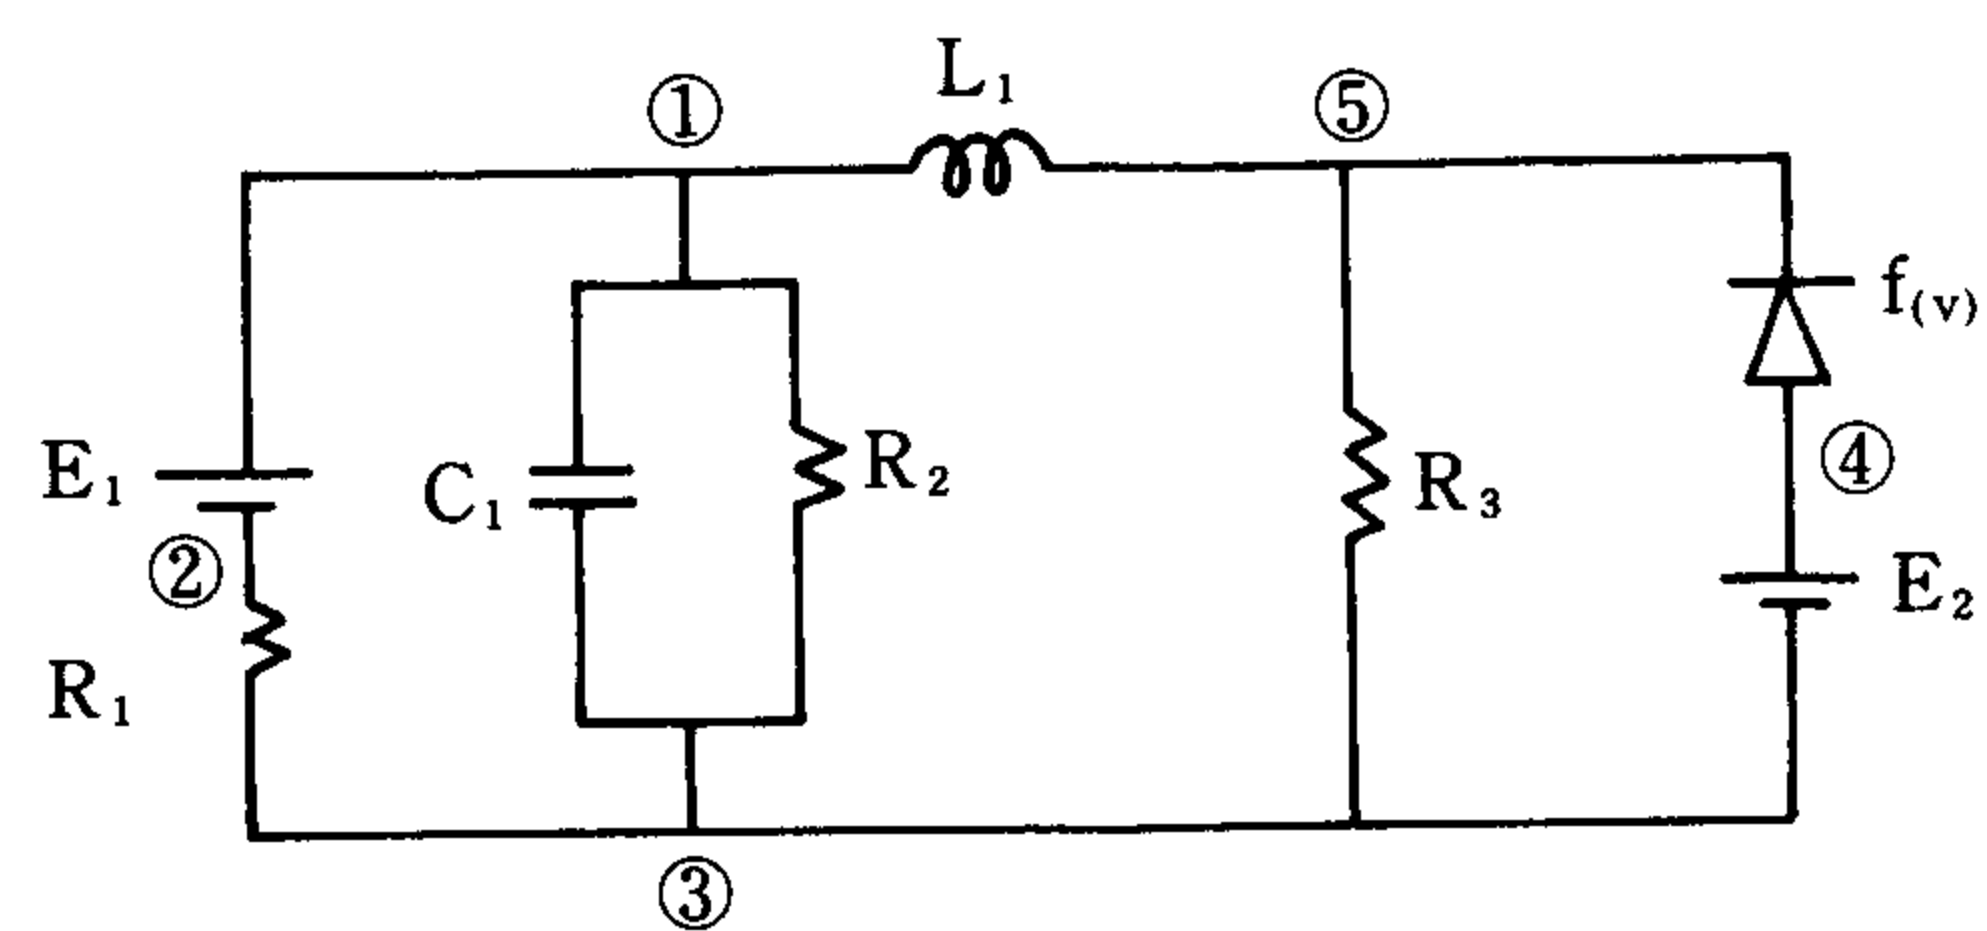 L₁
①
⑤
f(v)
E₁
C₁
R₂
R₃
④
②
E₂
R₁
③